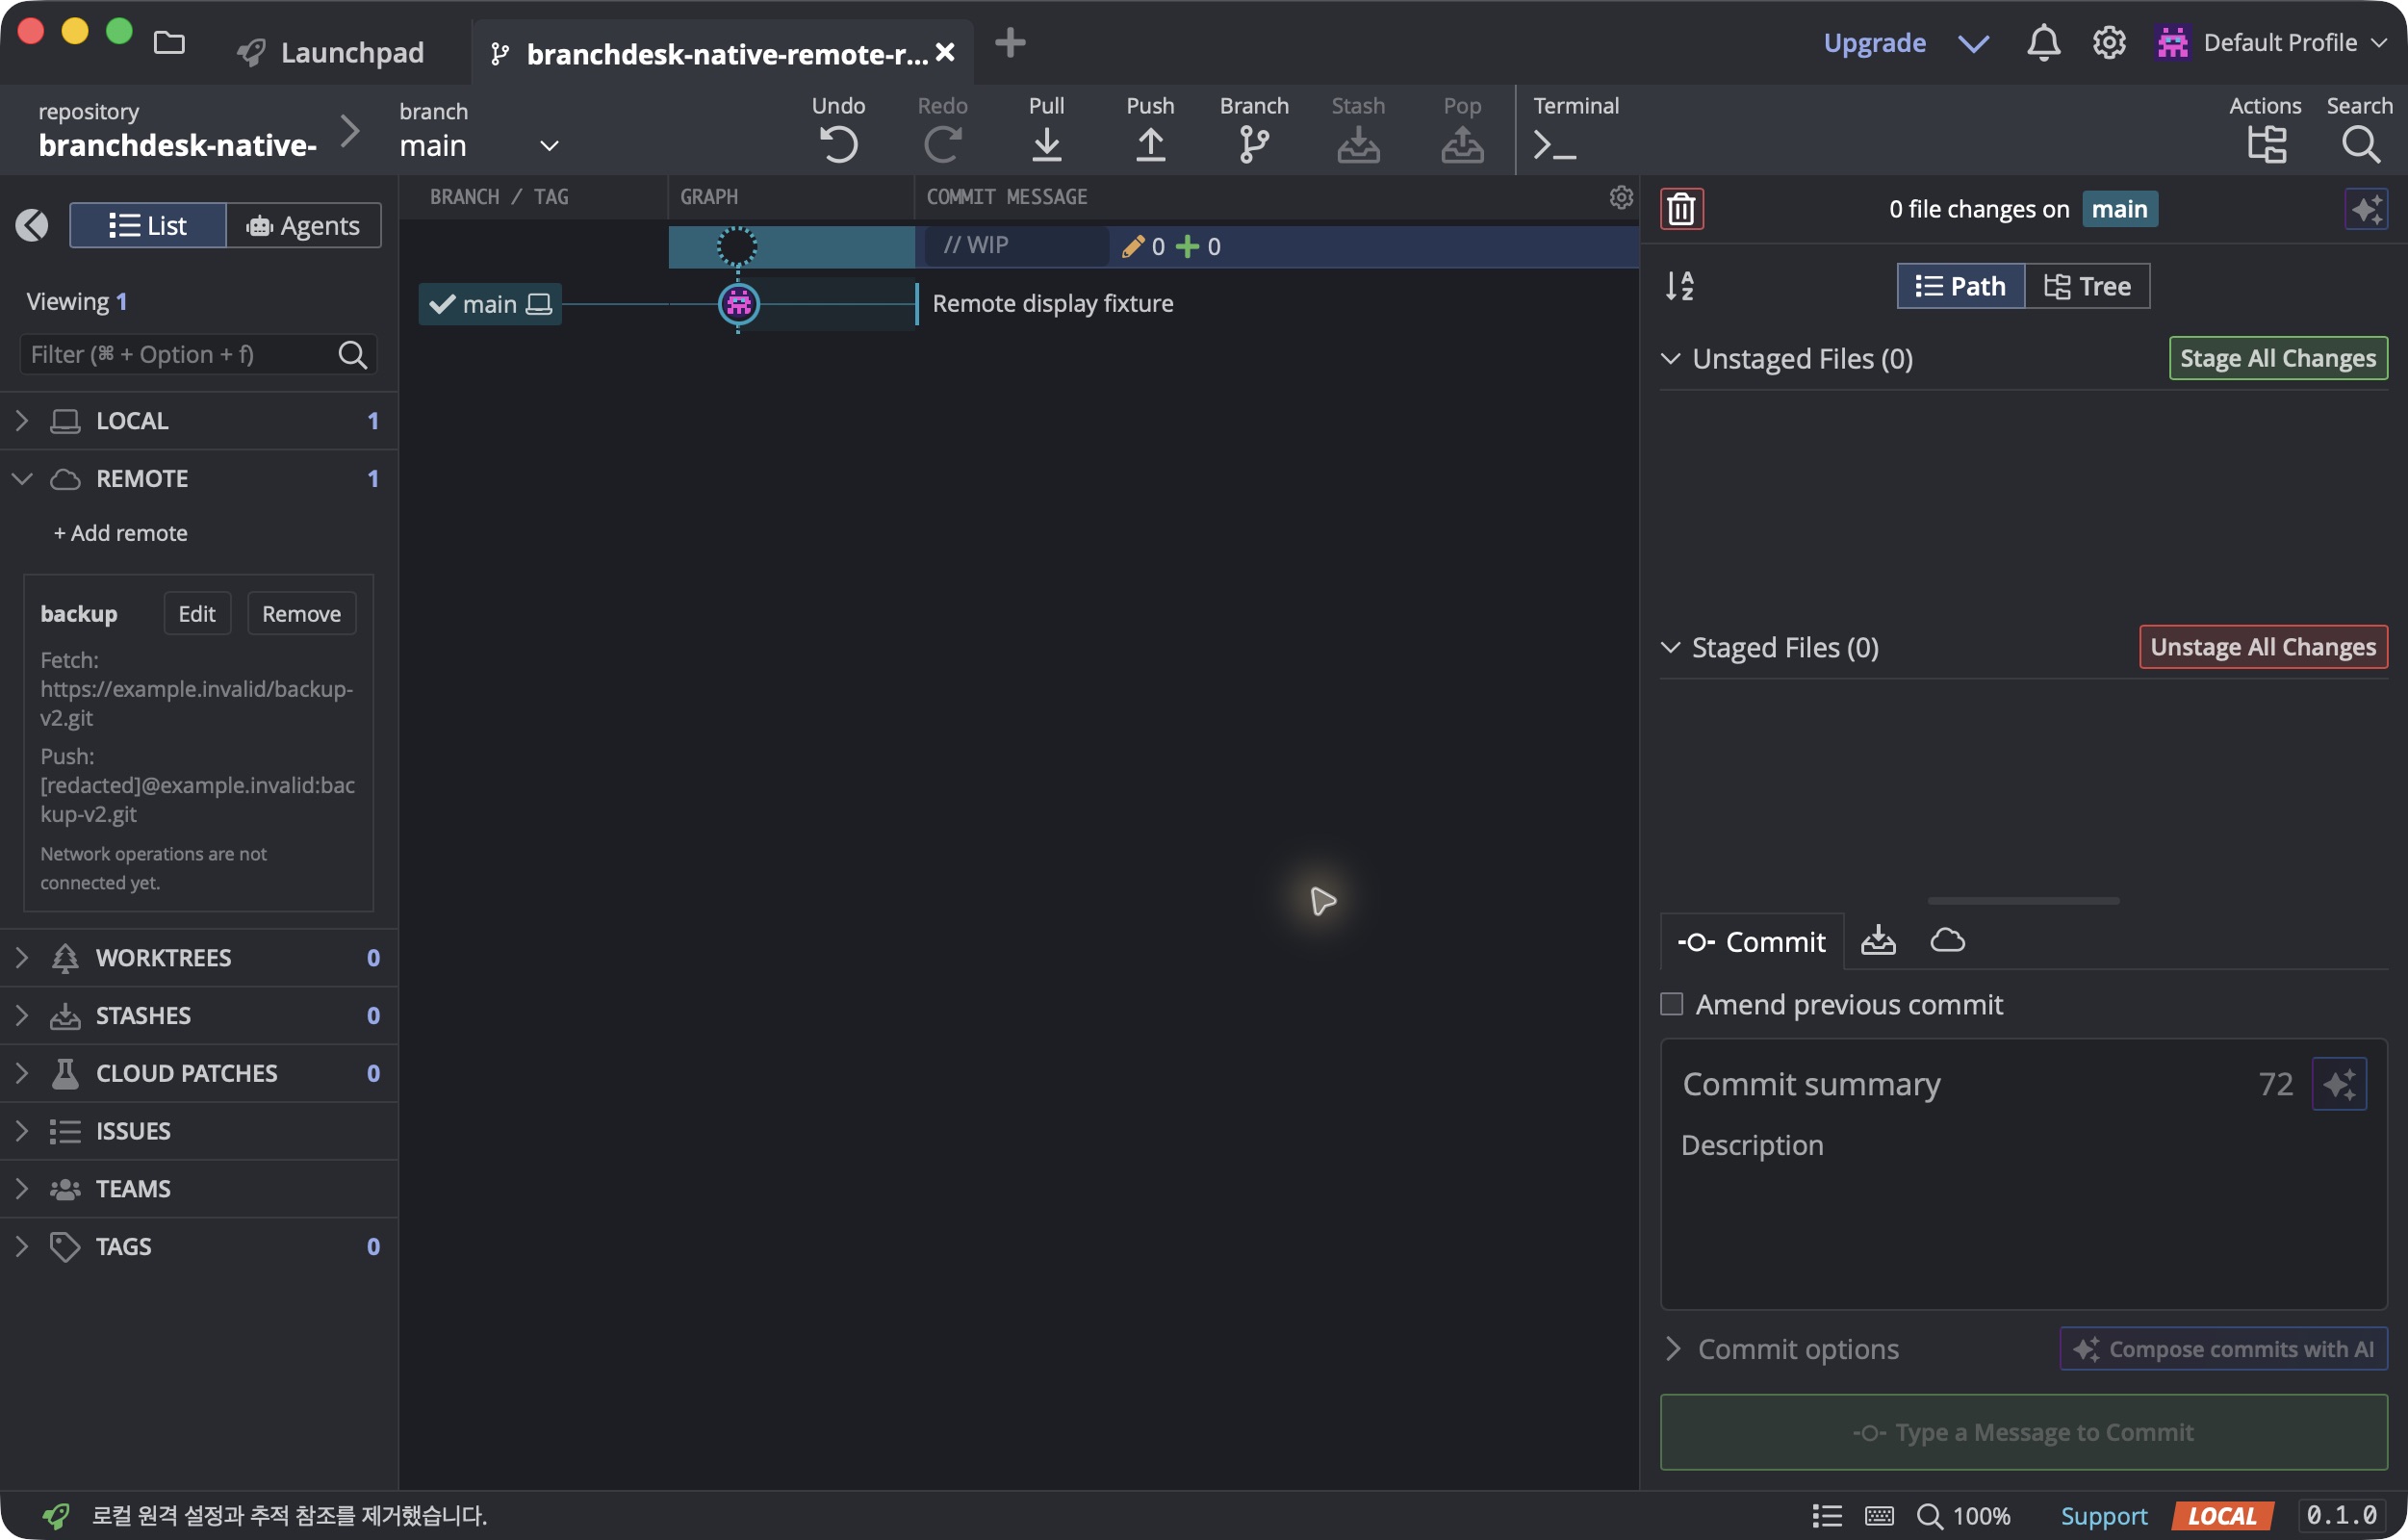 Launchpad
branchdesk-native-remote-r...
Upgrade
Default Profile
repository
branchdesk-native-
branch
main
Undo
Redo
Pull
Push
Branch
Stash
Pop
Terminal
Actions
Search
List
Agents
Viewing 1
Filter (⌘ + Option + f)
LOCAL 1
REMOTE 1
+ Add remote
backup
Edit
Remove
Fetch:
https://example.invalid/backup-
v2.git
Push:
[redacted]@example.invalid:bac
kup-v2.git
Network operations are not
connected yet.
WORKTREES 0
STASHES 0
CLOUD PATCHES 0
ISSUES
TEAMS
TAGS 0
BRANCH / TAG
GRAPH
COMMIT MESSAGE
// WIP
0
0
main
Remote display fixture
0 file changes on main
Path
Tree
Unstaged Files (0)
Stage All Changes
Staged Files (0)
Unstage All Changes
Commit
Amend previous commit
Commit summary
72
Description
Commit options
Compose commits with AI
Type a Message to Commit
로컬 원격 설정과 추적 참조를 제거했습니다.
100%
Support
LOCAL
0.1.0